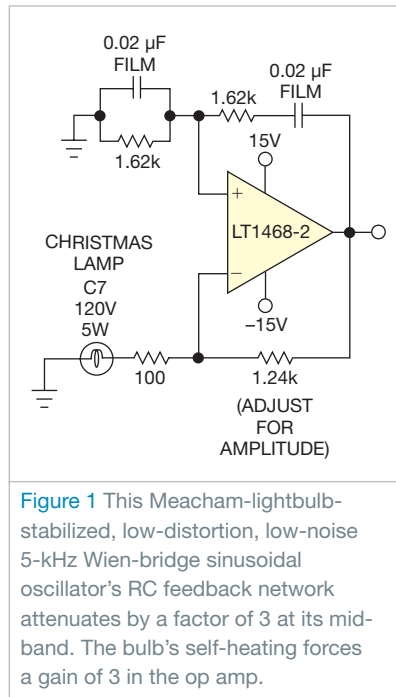 0.02 µF
FILM
0.02 µF
FILM
1.62k
1.62k
15V
+
LT1468-2
–
–15V
CHRISTMAS
LAMP
C7
120V
5W
100
1.24k
(ADJUST
FOR
AMPLITUDE)
Figure 1 This Meacham-lightbulb-
stabilized, low-distortion, low-noise
5-kHz Wien-bridge sinusoidal
oscillator's RC feedback network
attenuates by a factor of 3 at its mid-
band. The bulb's self-heating forces
a gain of 3 in the op amp.